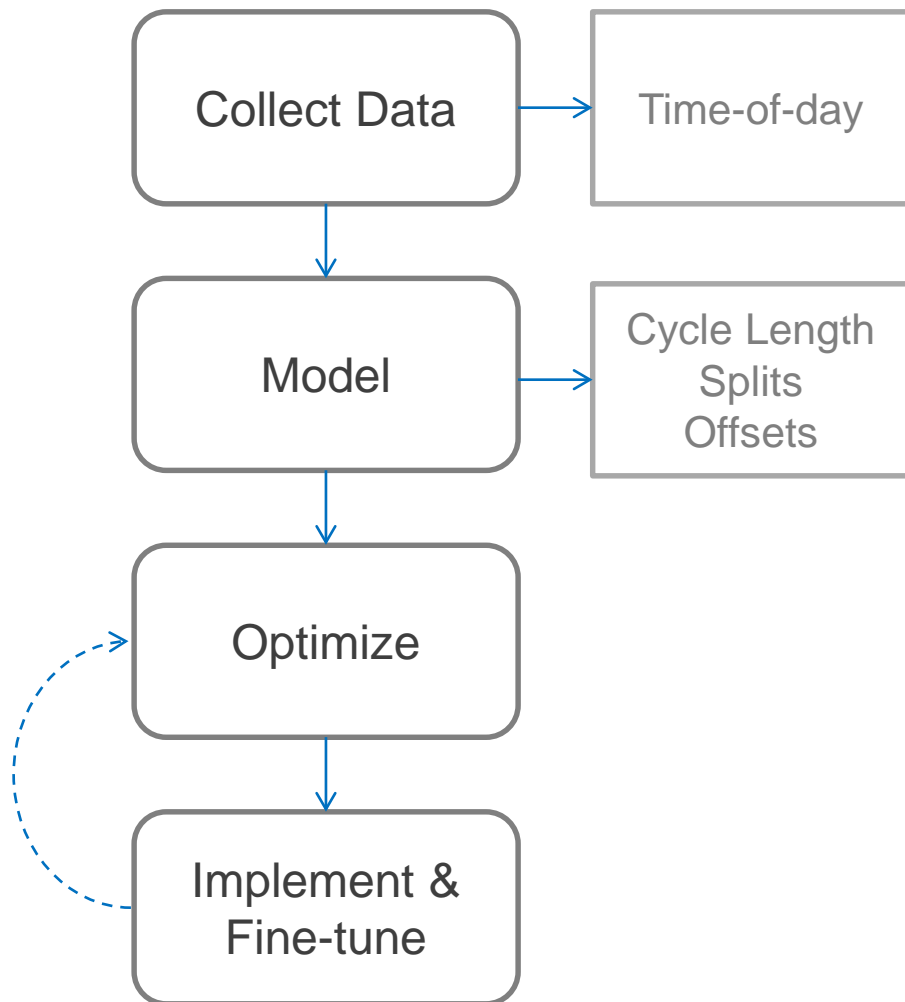 Collect Data
Time-of-day
Model
Cycle Length
Splits
Offsets
Optimize
Implement &
Fine-tune